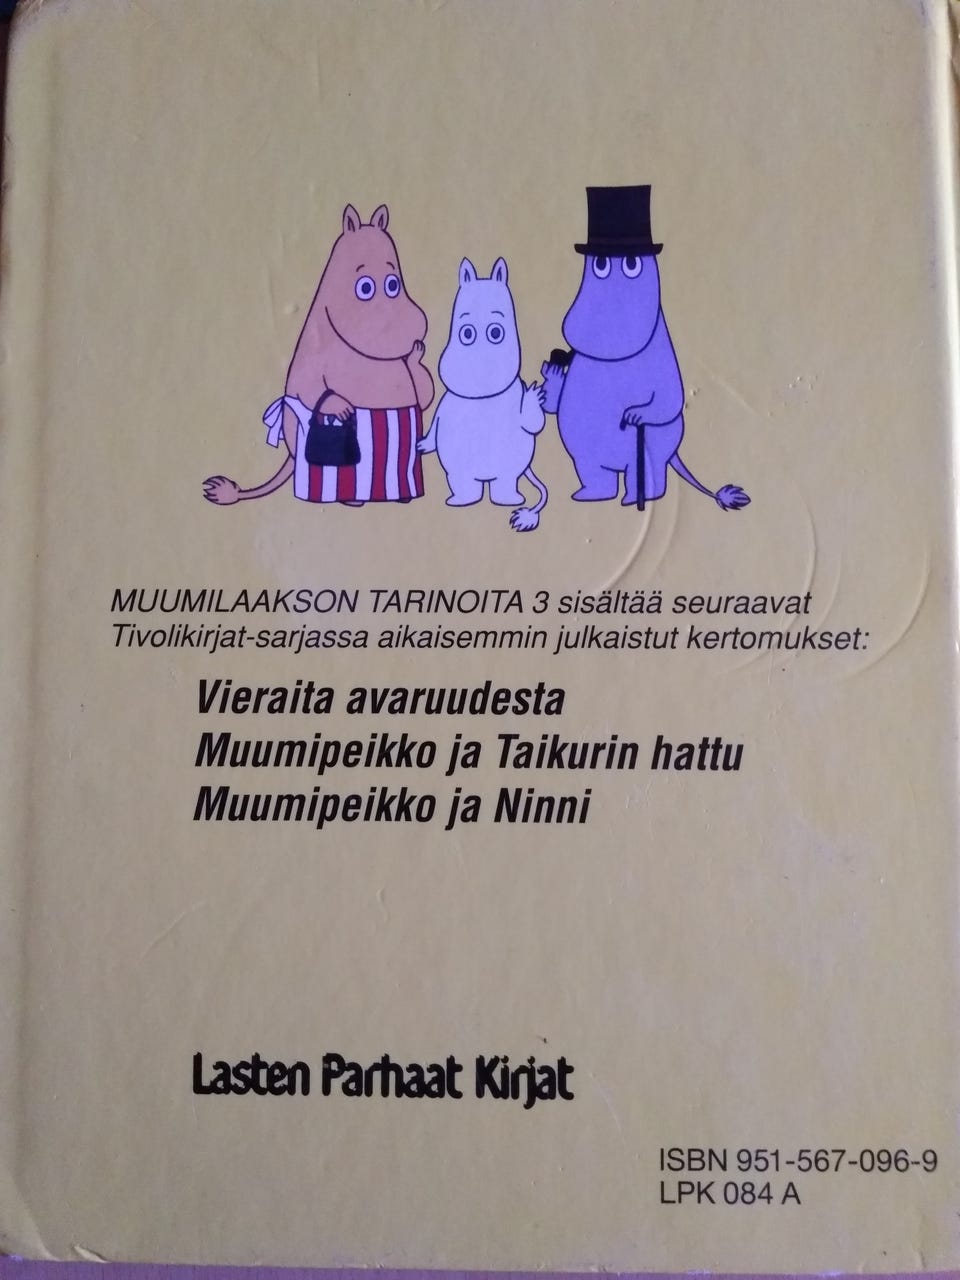 MUUMILAAKSON TARINOITA 3 sisältää seuraavat
Tivolikirjat-sarjassa aikaisemmin julkaistut kertomukset:
Vieraita avaruudesta
Muumipeikko ja Taikurin hattu
Muumipeikko ja Ninni
Lasten Parhaat Kirjat
ISBN 951-567-096-9
LPK 084 A